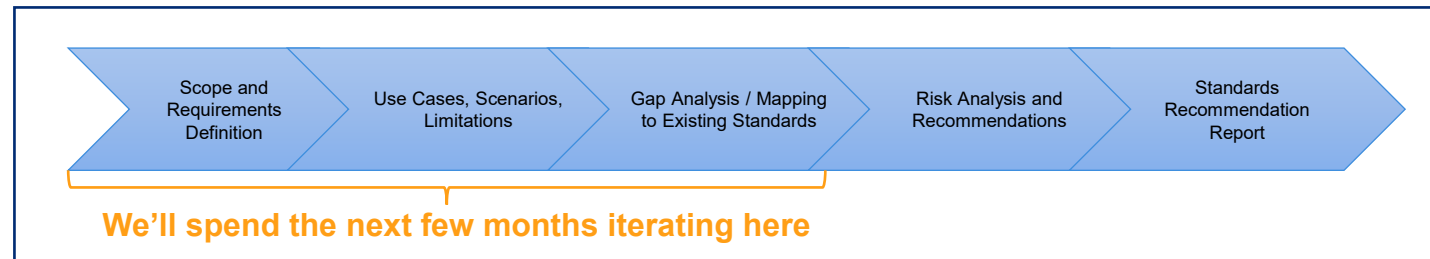 Scope and
Requirements
Definition
Use Cases, Scenarios,
Limitations
Gap Analysis / Mapping
to Existing Standards
Risk Analysis and
Recommendations
Standards
Recommendation
Report
We’ll spend the next few months iterating here